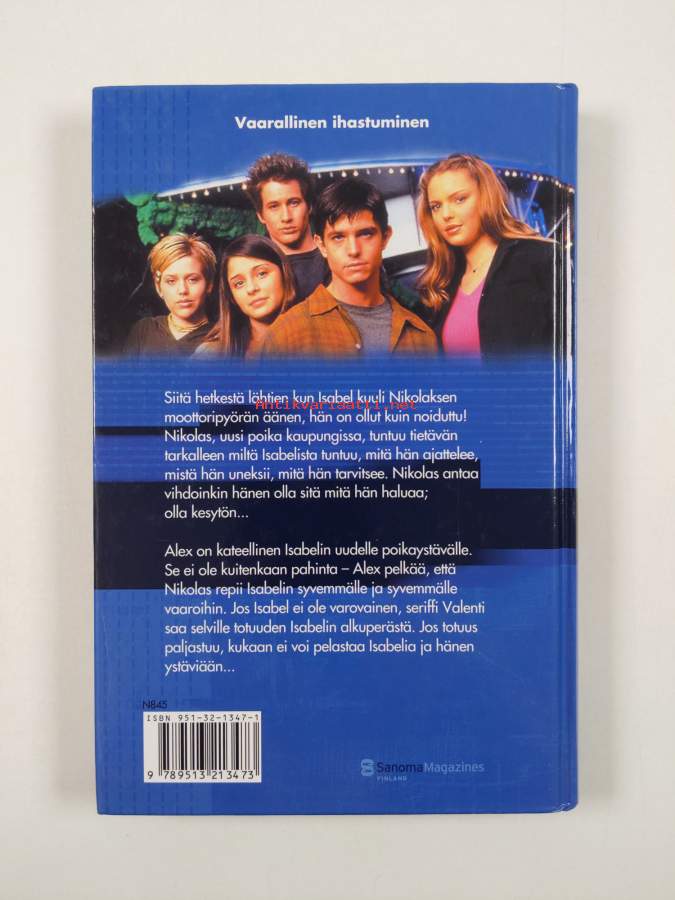 Vaarallinen ihastuminen
Siitä hetkestä lähtien kun Isabel kuuli Nikolaksen
Antikvariaatti.net
moottoripyörän äänen, hän on ollut kuin noiduttu!
Nikolas, uusi poika kaupungissa, tuntuu tietävän
tarkalleen miltä Isabelista tuntuu, mitä hän ajattelee,
mistä hän uneksii, mitä hän tarvitsee. Nikolas antaa
vihdoinkin hänen olla sitä mitä hän haluaa;
olla kesytön...
Alex on kateellinen Isabelin uudelle poikaystävälle.
Se ei ole kuitenkaan pahinta – Alex pelkää, että
Nikolas repii Isabelin syvemmälle ja syvemmälle
vaaroihin. Jos Isabel ei ole varovainen, seriffi Valenti
saa selville totuuden Isabelin alkuperästä. Jos totuus
paljastuu, kukaan ei voi pelastaa Isabelia ja hänen
ystäviään...
N845
ISBN 951-32-1347-1
9 789513 213473
SanomaMagazines
FINLAND